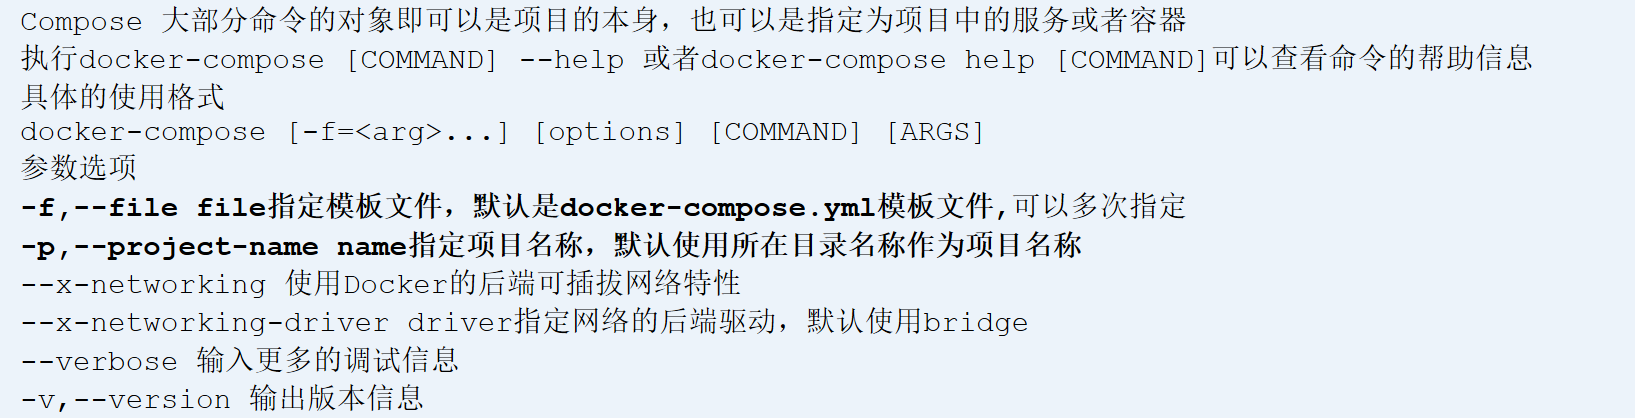 Compose 大部分命令的对象即可以是项目的本身，也可以是指定为项目中的服务或者容器
执行docker-compose [COMMAND] --help 或者docker-compose help [COMMAND]可以查看命令的帮助信息
具体的使用格式
docker-compose [-f=<arg>...] [options] [COMMAND] [ARGS]
参数选项
-f,--file file指定模板文件，默认是docker-compose.yml模板文件,可以多次指定
-p,--project-name name指定项目名称，默认使用所在目录名称作为项目名称
--x-networking 使用Docker的后端可插拔网络特性
--x-networking-driver driver指定网络的后端驱动，默认使用bridge
--verbose 输入更多的调试信息
-v,--version 输出版本信息